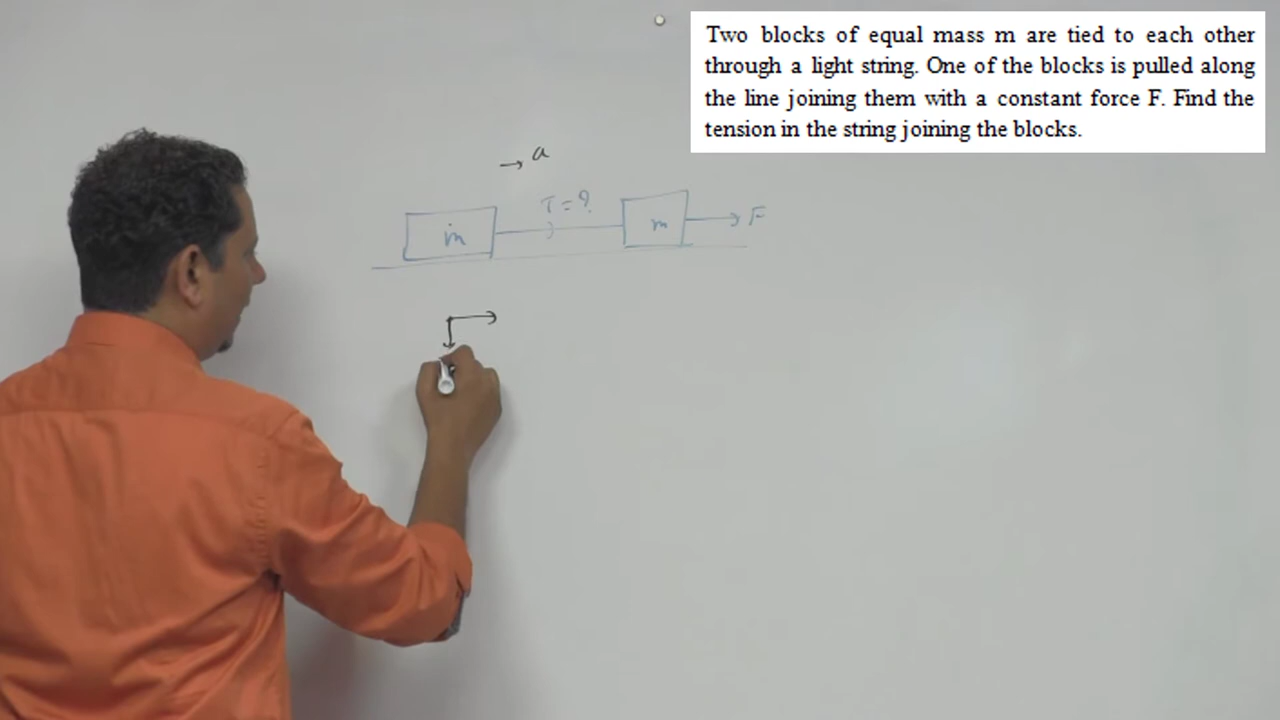 Two blocks of equal mass m are tied to each other
through a light string. One of the blocks is pulled along
the line joining them with a constant force F. Find the
tension in the string joining the blocks.
→ a
T = ?
m m → F